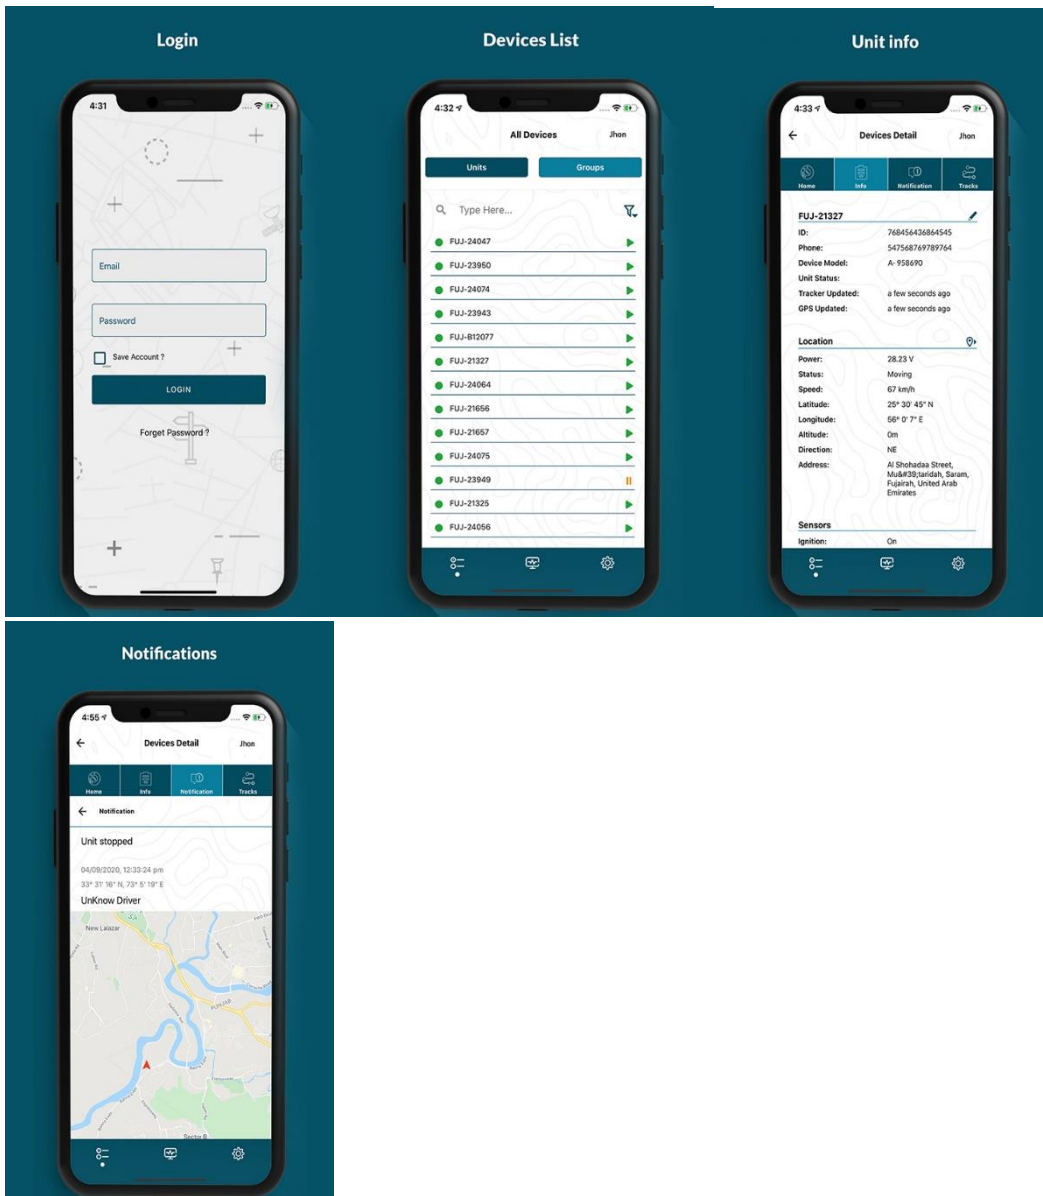 Login
4:31
Email
Password
Save Account ?
LOGIN
Forget Password ?
Devices List
4:32
All Devices
Jhon
Units
Groups
Type Here...
FUJ-24047
FUJ-23950
FUJ-24074
FUJ-23943
FUJ-B12077
FUJ-21327
FUJ-24064
FUJ-21656
FUJ-21657
FUJ-24075
FUJ-23949
FUJ-21325
FUJ-24056
Unit info
4:33
Devices Detail
Jhon
Home Info Notification Tracks
FUJ-21327
ID: 768456436864545
Phone: 547568769789764
Device Model: A- 958690
Unit Status:
Tracker Updated: a few seconds ago
GPS Updated: a few seconds ago
Location
Power: 28.23 V
Status: Moving
Speed: 67 km/h
Latitude: 25° 30' 45" N
Longitude: 56° 0' 7" E
Altitude: 0m
Direction: NE
Address: Al Shohadaa Street,
Mu&#39;taridah, Saram,
Fujairah, United Arab
Emirates
Sensors
Ignition: On
Notifications
4:55
Devices Detail
Jhon
Home Info Notification Tracks
Notification
Unit stopped
04/09/2020, 12:33:24 pm
33° 31' 16" N, 73° 5' 19" E
UnKnow Driver
New Lalazar
PUNJAB
Sector B